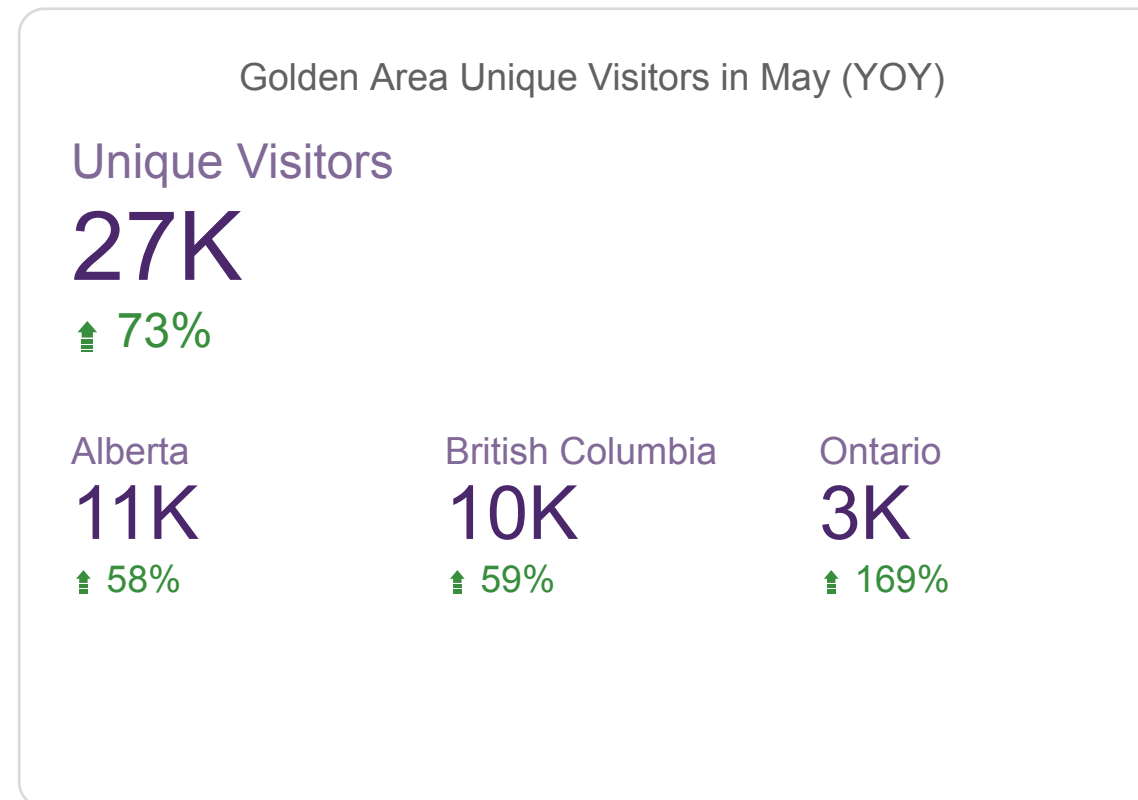 Golden Area Unique Visitors in May (YOY)
Unique Visitors
27K
73%
Alberta British Columbia Ontario
11K 10K 3K
58% 59% 169%